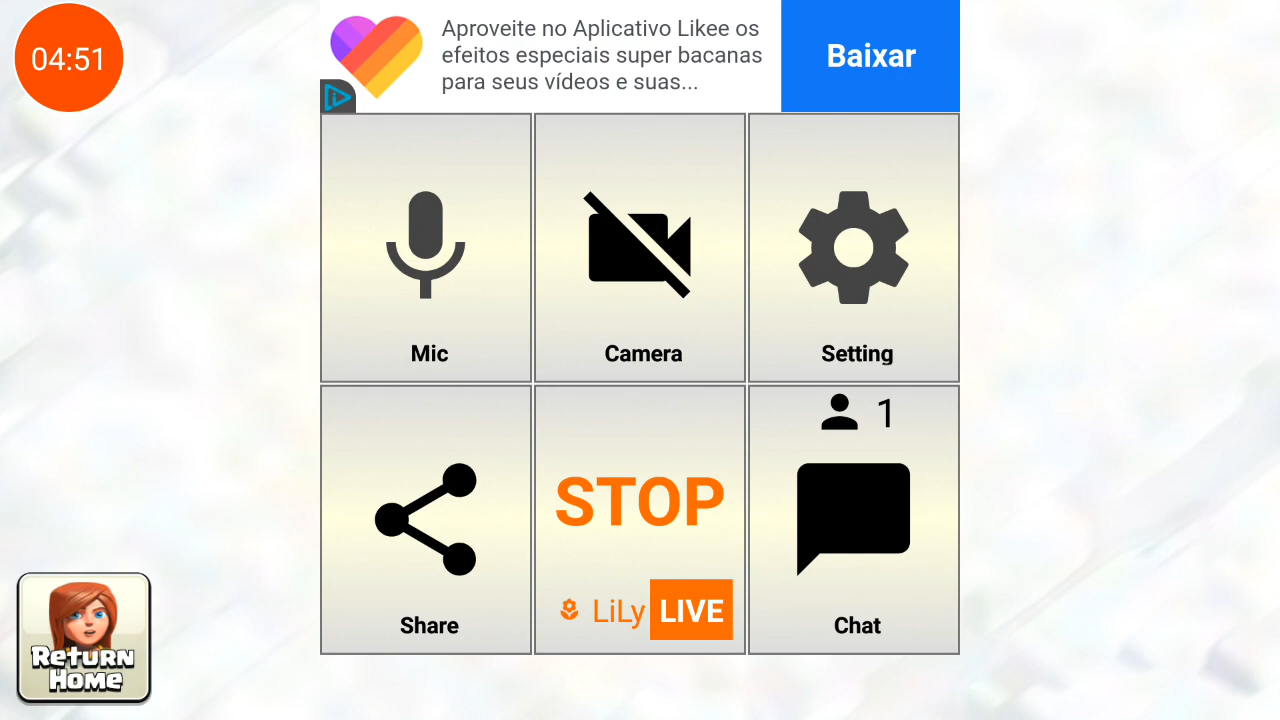 04:51
Aproveite no Aplicativo Likee os
efeitos especiais super bacanas
para seus vídeos e suas...
Baixar
Mic
Camera
Setting
1
STOP
LiLy LIVE
Share
Chat
Return
Home